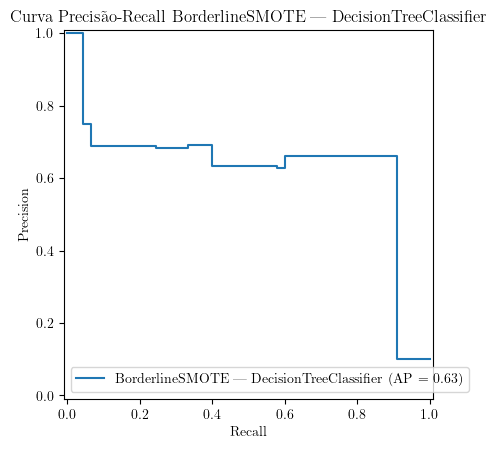 Curva Precisão-Recall BorderlineSMOTE — DecisionTreeClassifier
1.0
0.8
0.6
0.4
0.2
0.0
Precision
BorderlineSMOTE — DecisionTreeClassifier (AP = 0.63)
0.0 0.2 0.4 0.6 0.8 1.0
Recall